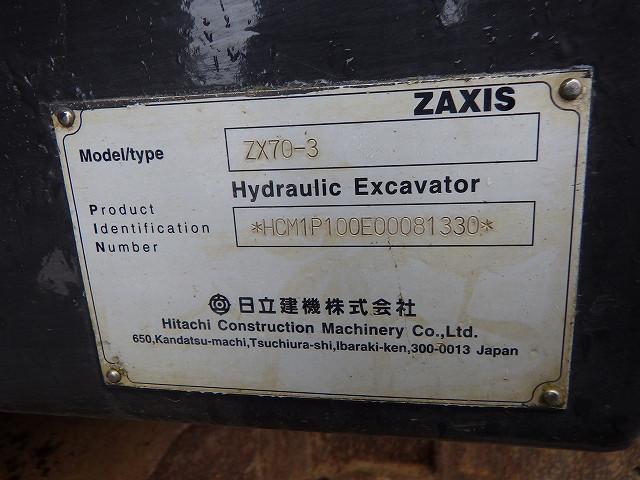 ZAXIS
Model/type ZX70-3
Hydraulic Excavator
Product
Identification *HCM1P100E00081330*
Number
日立建機株式会社
Hitachi Construction Machinery Co.,Ltd.
650,Kandatsu-machi,Tsuchiura-shi,Ibaraki-ken,300-0013 Japan